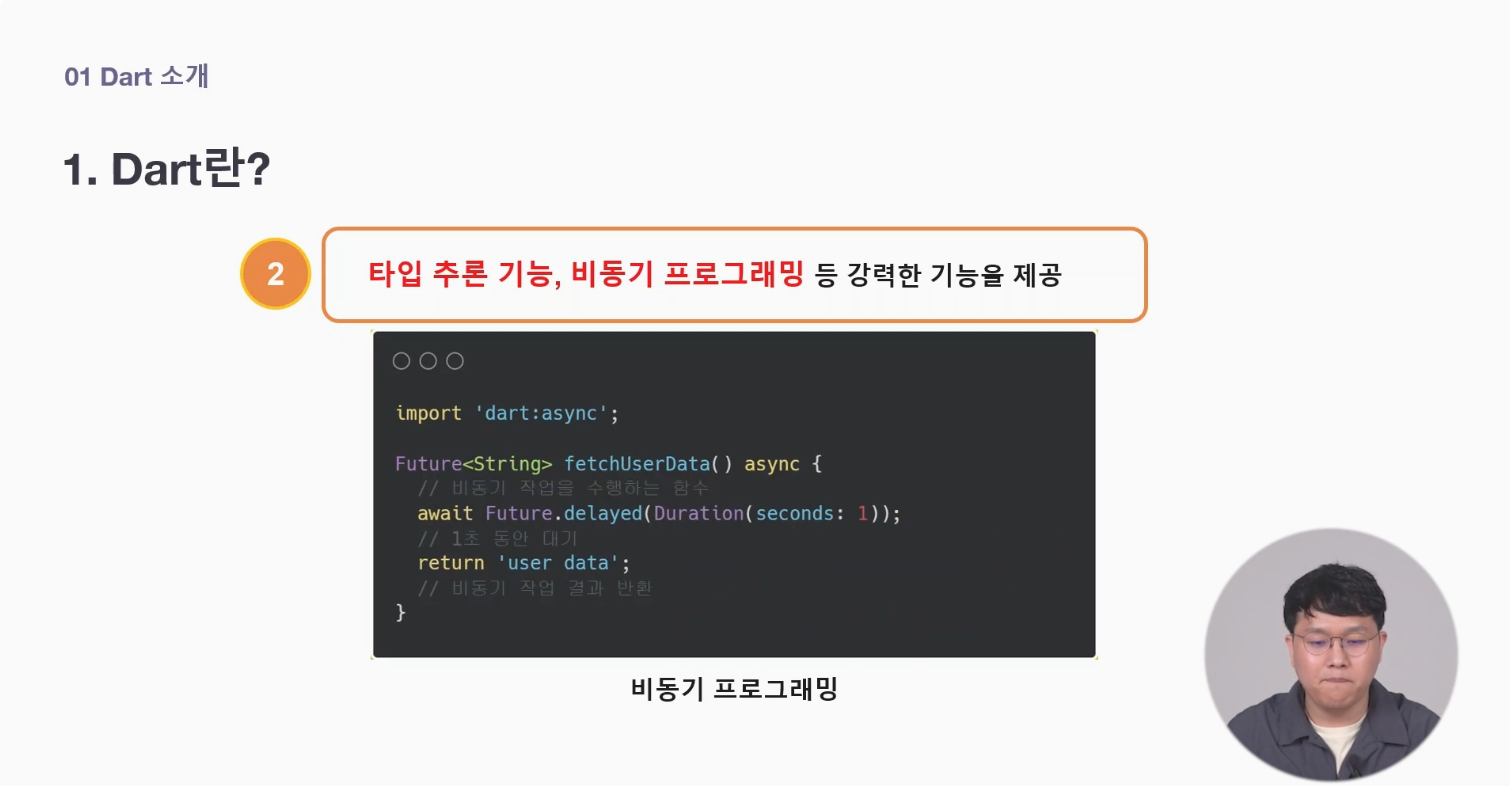 01 Dart 소개
1. Dart란?
2
타입 추론 기능, 비동기 프로그래밍 등 강력한 기능을 제공
import 'dart:async';
Future<String> fetchUserData() async {
// 비동기 작업을 수행하는 함수
await Future.delayed(Duration(seconds: 1));
// 1초 동안 대기
return 'user data';
// 비동기 작업 결과 반환
}
비동기 프로그래밍